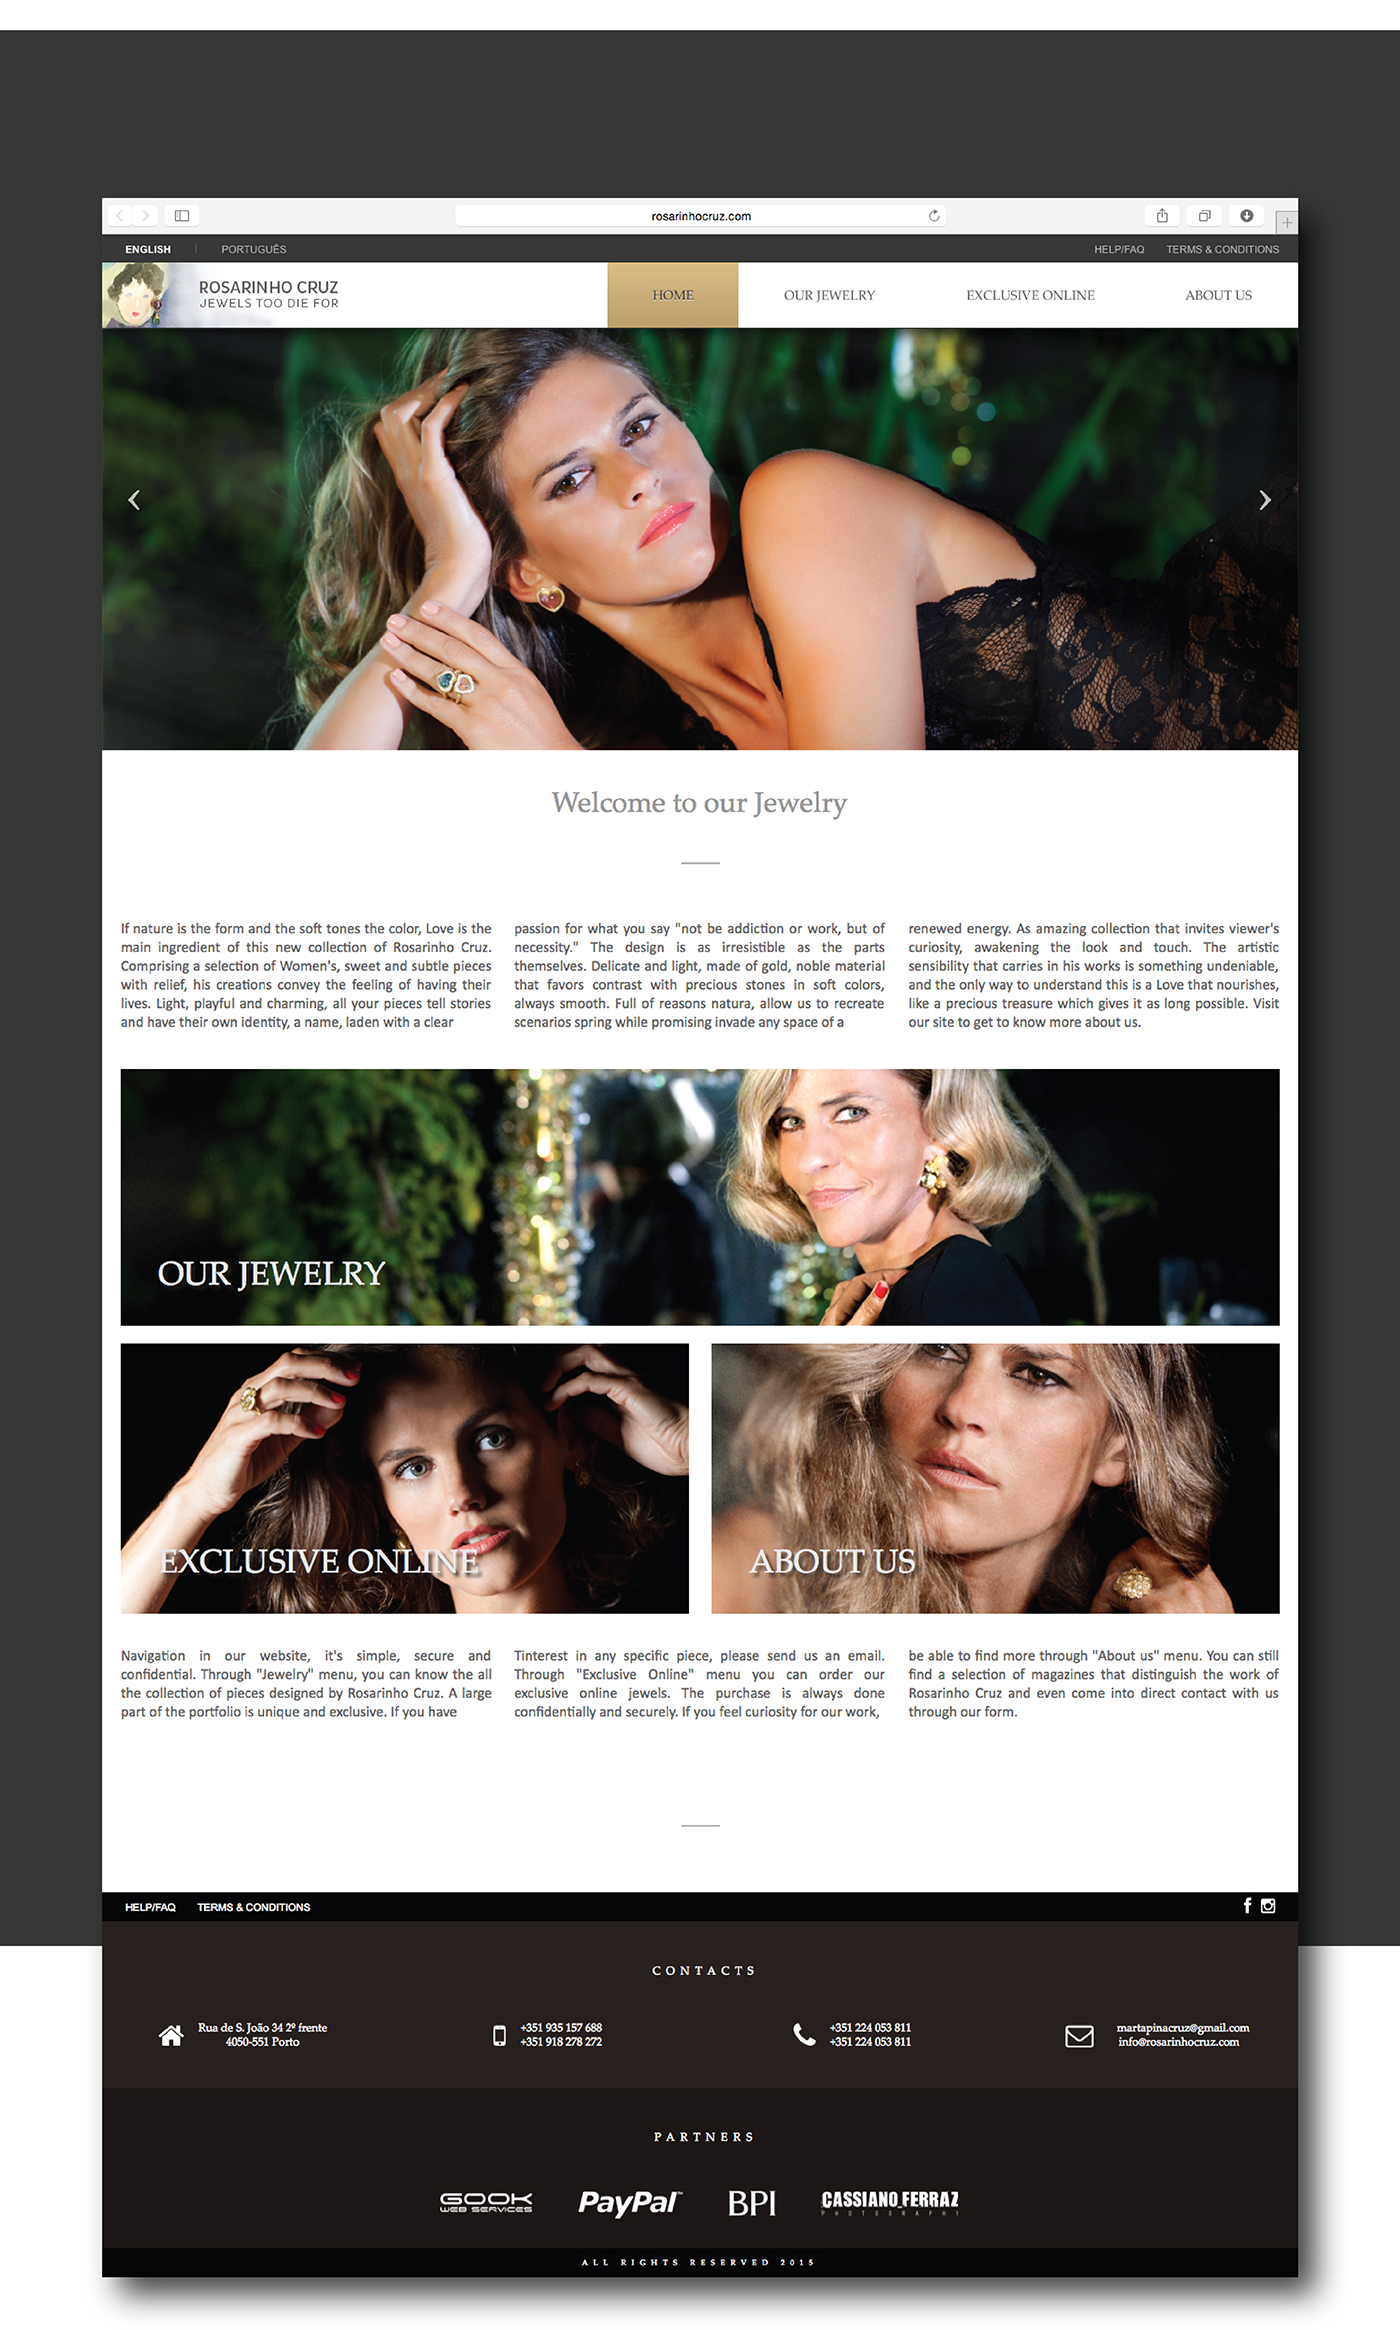 rosarinhocruz.com
ENGLISH | PORTUGUÊS HELP/FAQ TERMS & CONDITIONS
ROSARINHO CRUZ
JEWELS TOO DIE FOR
HOME OUR JEWELRY EXCLUSIVE ONLINE ABOUT US
Welcome to our Jewelry
If nature is the form and the soft tones the color, Love is the
main ingredient of this new collection of Rosarinho Cruz.
Comprising a selection of Women's, sweet and subtle pieces
with relief, his creations convey the feeling of having their
lives. Light, playful and charming, all your pieces tell stories
and have their own identity, a name, laden with a clear
passion for what you say "not be addiction or work, but of
necessity." The design is as irresistible as the parts
themselves. Delicate and light, made of gold, noble material
that favors contrast with precious stones in soft colors,
always smooth. Full of reasons natura, allow us to recreate
scenarios spring while promising invade any space of a
renewed energy. As amazing collection that invites viewer's
curiosity, awakening the look and touch. The artistic
sensibility that carries in his works is something undeniable,
and the only way to understand this is a Love that nourishes,
like a precious treasure which gives it as long possible. Visit
our site to get to know more about us.
OUR JEWELRY
EXCLUSIVE ONLINE
ABOUT US
Navigation in our website, it's simple, secure and
confidential. Through "Jewelry" menu, you can know the all
the collection of pieces designed by Rosarinho Cruz. A large
part of the portfolio is unique and exclusive. If you have
Tinterest in any specific piece, please send us an email.
Through "Exclusive Online" menu you can order our
exclusive online jewels. The purchase is always done
confidentially and securely. If you feel curiosity for our work,
be able to find more through "About us" menu. You can still
find a selection of magazines that distinguish the work of
Rosarinho Cruz and even come into direct contact with us
through our form.
HELP/FAQ TERMS & CONDITIONS
CONTACTS
Rua de S. João 34 2º frente
4050-551 Porto
+351 935 157 688
+351 918 278 272
+351 224 053 811
+351 224 053 811
martapinacruz@gmail.com
info@rosarinhocruz.com
PARTNERS
GOOK
WEB SERVICES
PayPal™
BPI
CASSIANO_FERRAZ
PHOTOGRAPHY
ALL RIGHTS RESERVED 2015